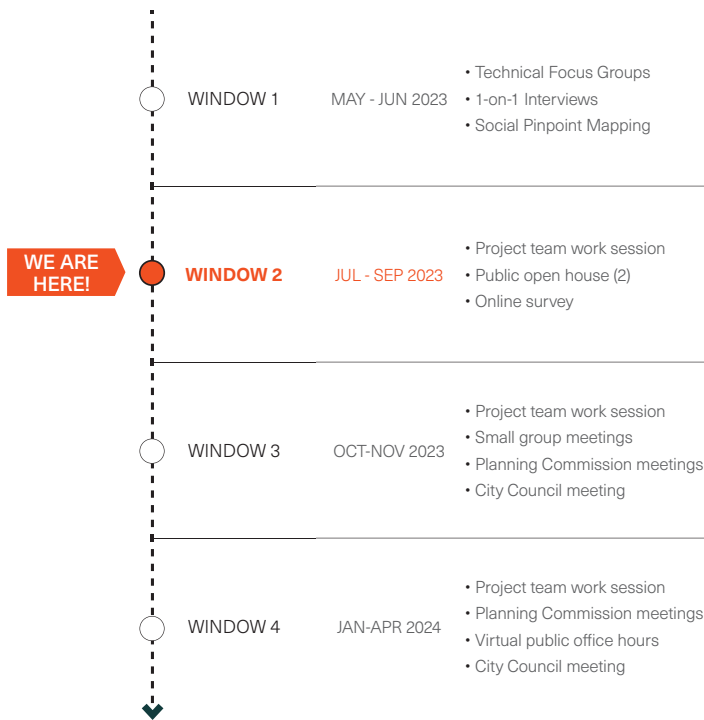 WINDOW 1
MAY - JUN 2023
• Technical Focus Groups
• 1-on-1 Interviews
• Social Pinpoint Mapping
WE ARE
HERE!
WINDOW 2
JUL - SEP 2023
• Project team work session
• Public open house (2)
• Online survey
WINDOW 3
OCT-NOV 2023
• Project team work session
• Small group meetings
• Planning Commission meetings
• City Council meeting
WINDOW 4
JAN-APR 2024
• Project team work session
• Planning Commission meetings
• Virtual public office hours
• City Council meeting